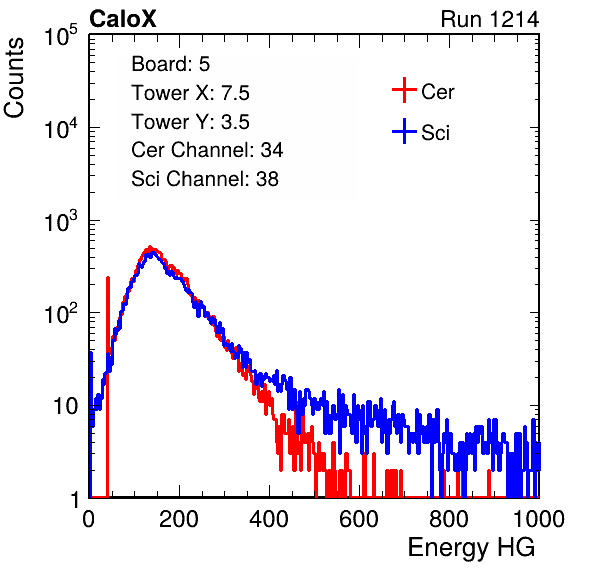 CaloX Run 1214
Counts
Board: 5
Tower X: 7.5
Tower Y: 3.5
Cer Channel: 34
Sci Channel: 38
Cer
Sci
10^5
10^4
10^3
10^2
10
1
0 200 400 600 800 1000
Energy HG